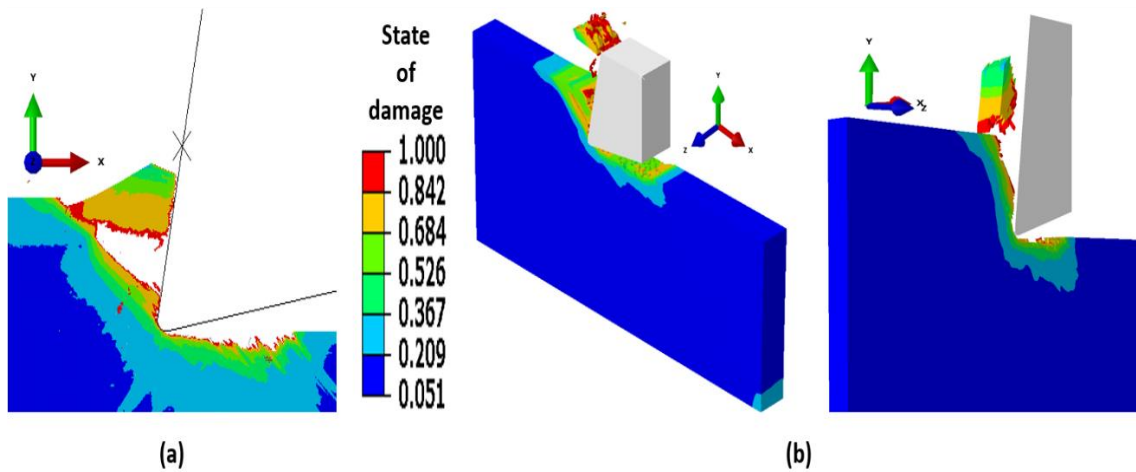 Y
X
State
of
damage
1.000
0.842
0.684
0.526
0.367
0.209
0.051
Y
Z
X
Y
X
Z
(a)
(b)